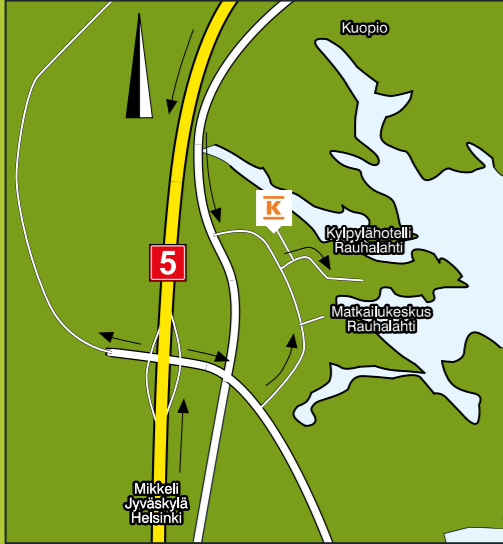 Kuopio
K
Kylpylähotelli
Rauhalahti
5
Matkailukeskus
Rauhalahti
Mikkeli
Jyväskylä
Helsinki